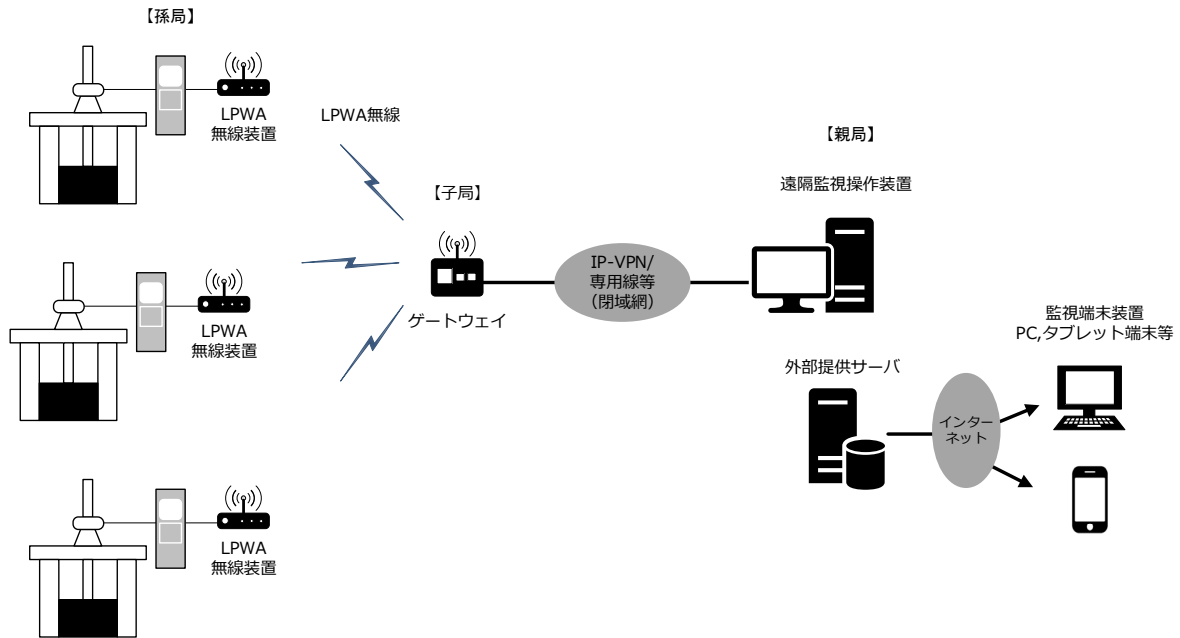 【孫局】
LPWA
無線装置
LPWA無線
LPWA
無線装置
LPWA
無線装置
【子局】
ゲートウェイ
IP-VPN/
専用線等
（閉域網）
【親局】
遠隔監視操作装置
外部提供サーバ
インター
ネット
監視端末装置
PC,タブレット端末等